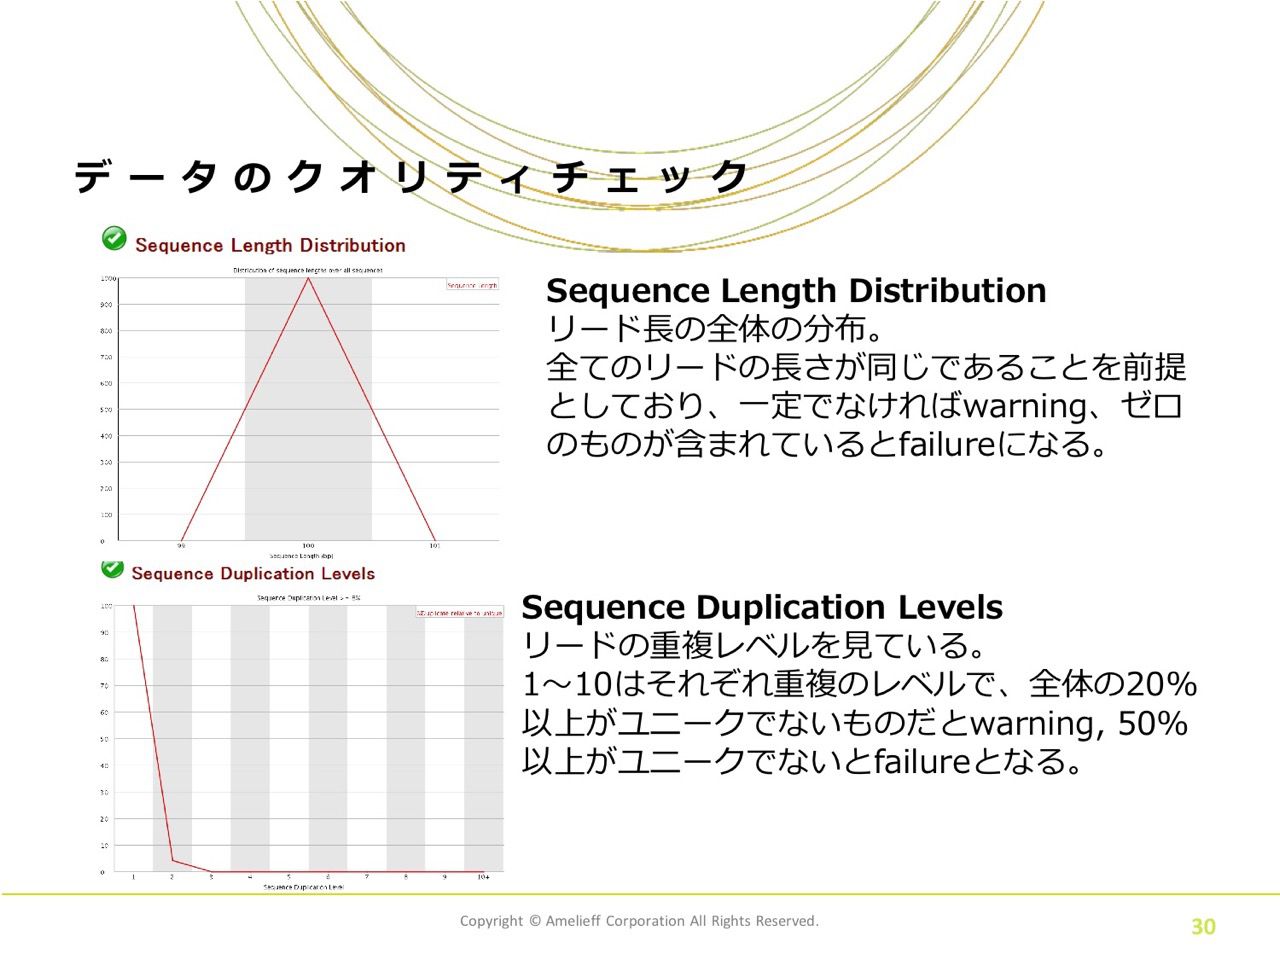 データのクオリティチェック
Sequence Length Distribution
Distribution of sequence lengths over all sequences
Sequence Length
1000
900
800
700
600
500
400
300
200
100
0
99 100 101
Sequence Length (bp)
Sequence Length Distribution
リード長の全体の分布。
全てのリードの長さが同じであることを前提
としており、一定でなければwarning、ゼロ
のものが含まれているとfailureになる。
Sequence Duplication Levels
Sequence Duplication Level >= 8%
%Duplicate relative to unique
100
90
80
70
60
50
40
30
20
10
0
1 2 3 4 5 6 7 8 9 10+
Sequence Duplication Level
Sequence Duplication Levels
リードの重複レベルを見ている。
1～10はそれぞれ重複のレベルで、全体の20%
以上がユニークでないものだとwarning, 50%
以上がユニークでないとfailureとなる。
Copyright © Amelieff Corporation All Rights Reserved.
30